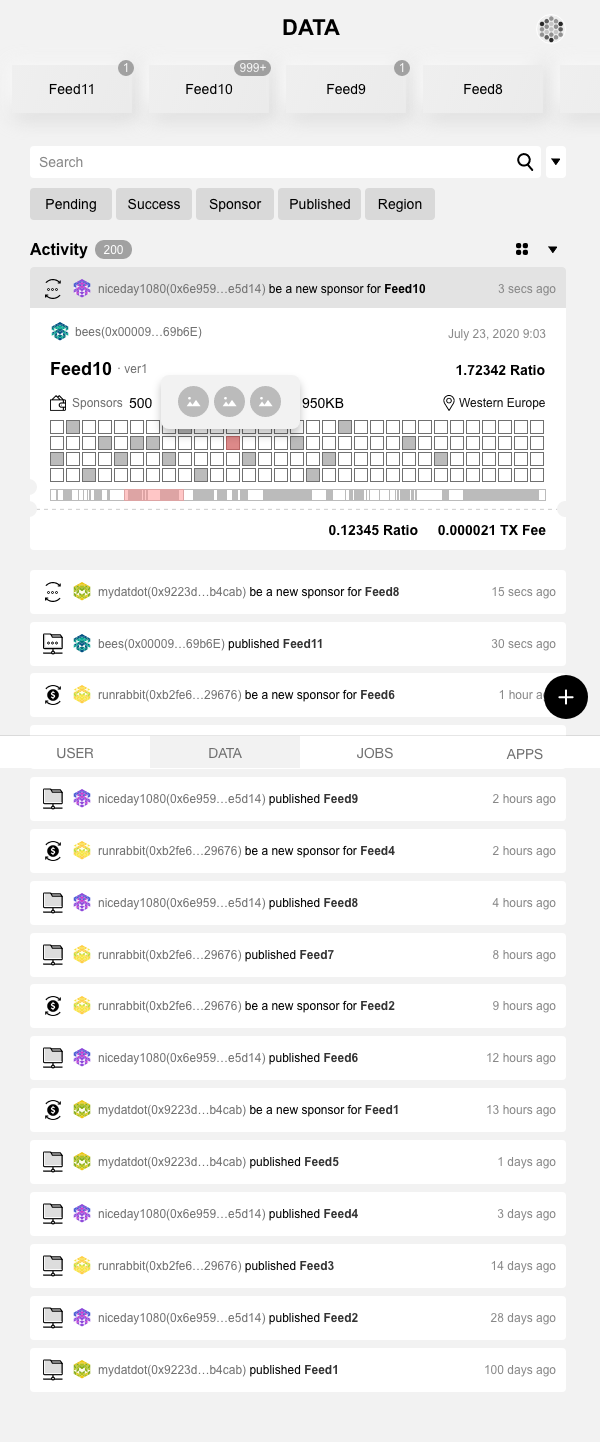 DATA
1
999+
1
Feed11
Feed10
Feed9
Feed8
Search
Pending
Success
Sponsor
Published
Region
Activity 200
niceday1080(0x6e959...e5d14) be a new sponsor for Feed10 3 secs ago
bees(0x00009...69b6E) July 23, 2020 9:03
Feed10 · ver1 1.72342 Ratio
Sponsors 500 950KB Western Europe
0.12345 Ratio 0.000021 TX Fee
mydatdot(0x9223d...b4cab) be a new sponsor for Feed8 15 secs ago
bees(0x00009...69b6E) published Feed11 30 secs ago
runrabbit(0xb2fe6...29676) be a new sponsor for Feed6 1 hour a
USER DATA JOBS APPS
niceday1080(0x6e959...e5d14) published Feed9 2 hours ago
runrabbit(0xb2fe6...29676) be a new sponsor for Feed4 2 hours ago
niceday1080(0x6e959...e5d14) published Feed8 4 hours ago
runrabbit(0xb2fe6...29676) published Feed7 8 hours ago
runrabbit(0xb2fe6...29676) be a new sponsor for Feed2 9 hours ago
niceday1080(0x6e959...e5d14) published Feed6 12 hours ago
mydatdot(0x9223d...b4cab) be a new sponsor for Feed1 13 hours ago
mydatdot(0x9223d...b4cab) published Feed5 1 days ago
niceday1080(0x6e959...e5d14) published Feed4 3 days ago
runrabbit(0xb2fe6...29676) published Feed3 14 days ago
niceday1080(0x6e959...e5d14) published Feed2 28 days ago
mydatdot(0x9223d...b4cab) published Feed1 100 days ago